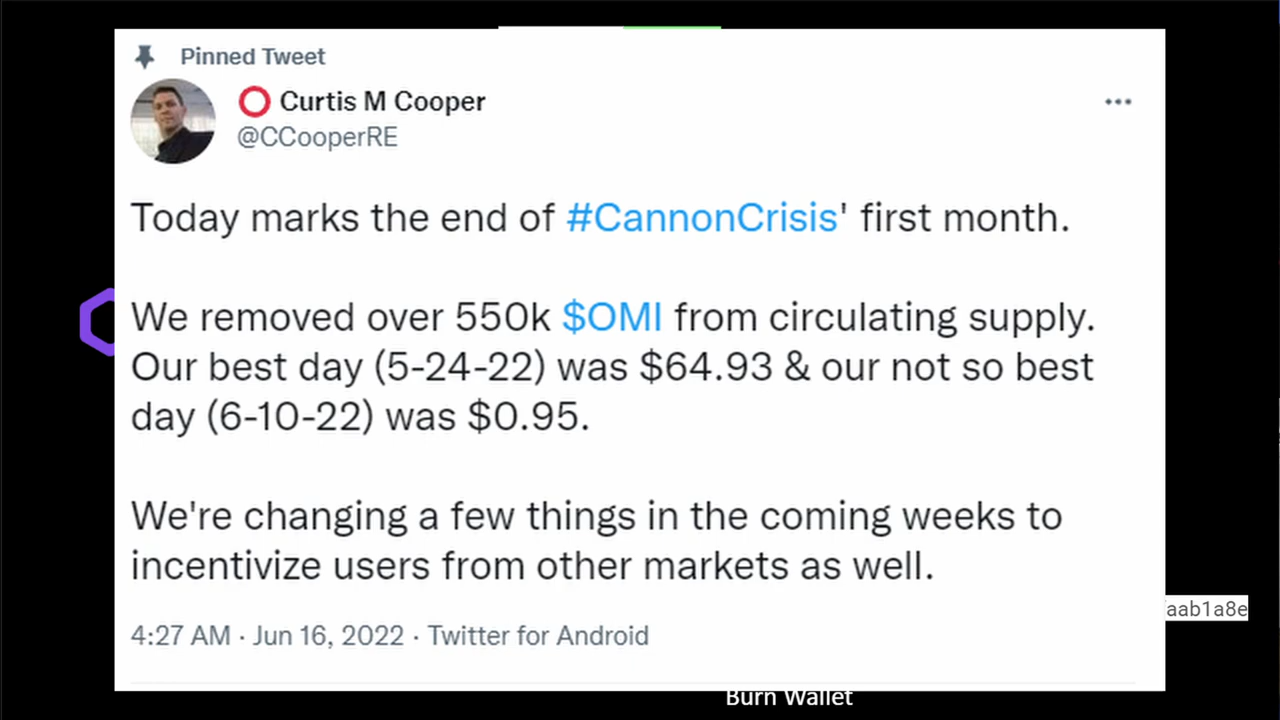 Pinned Tweet
Curtis M Cooper
@CCooperRE
Today marks the end of #CannonCrisis' first month.
We removed over 550k $OMI from circulating supply.
Our best day (5-24-22) was $64.93 & our not so best
day (6-10-22) was $0.95.
We're changing a few things in the coming weeks to
incentivize users from other markets as well.
aab1a8e
4:27 AM · Jun 16, 2022 · Twitter for Android
Burn Wallet